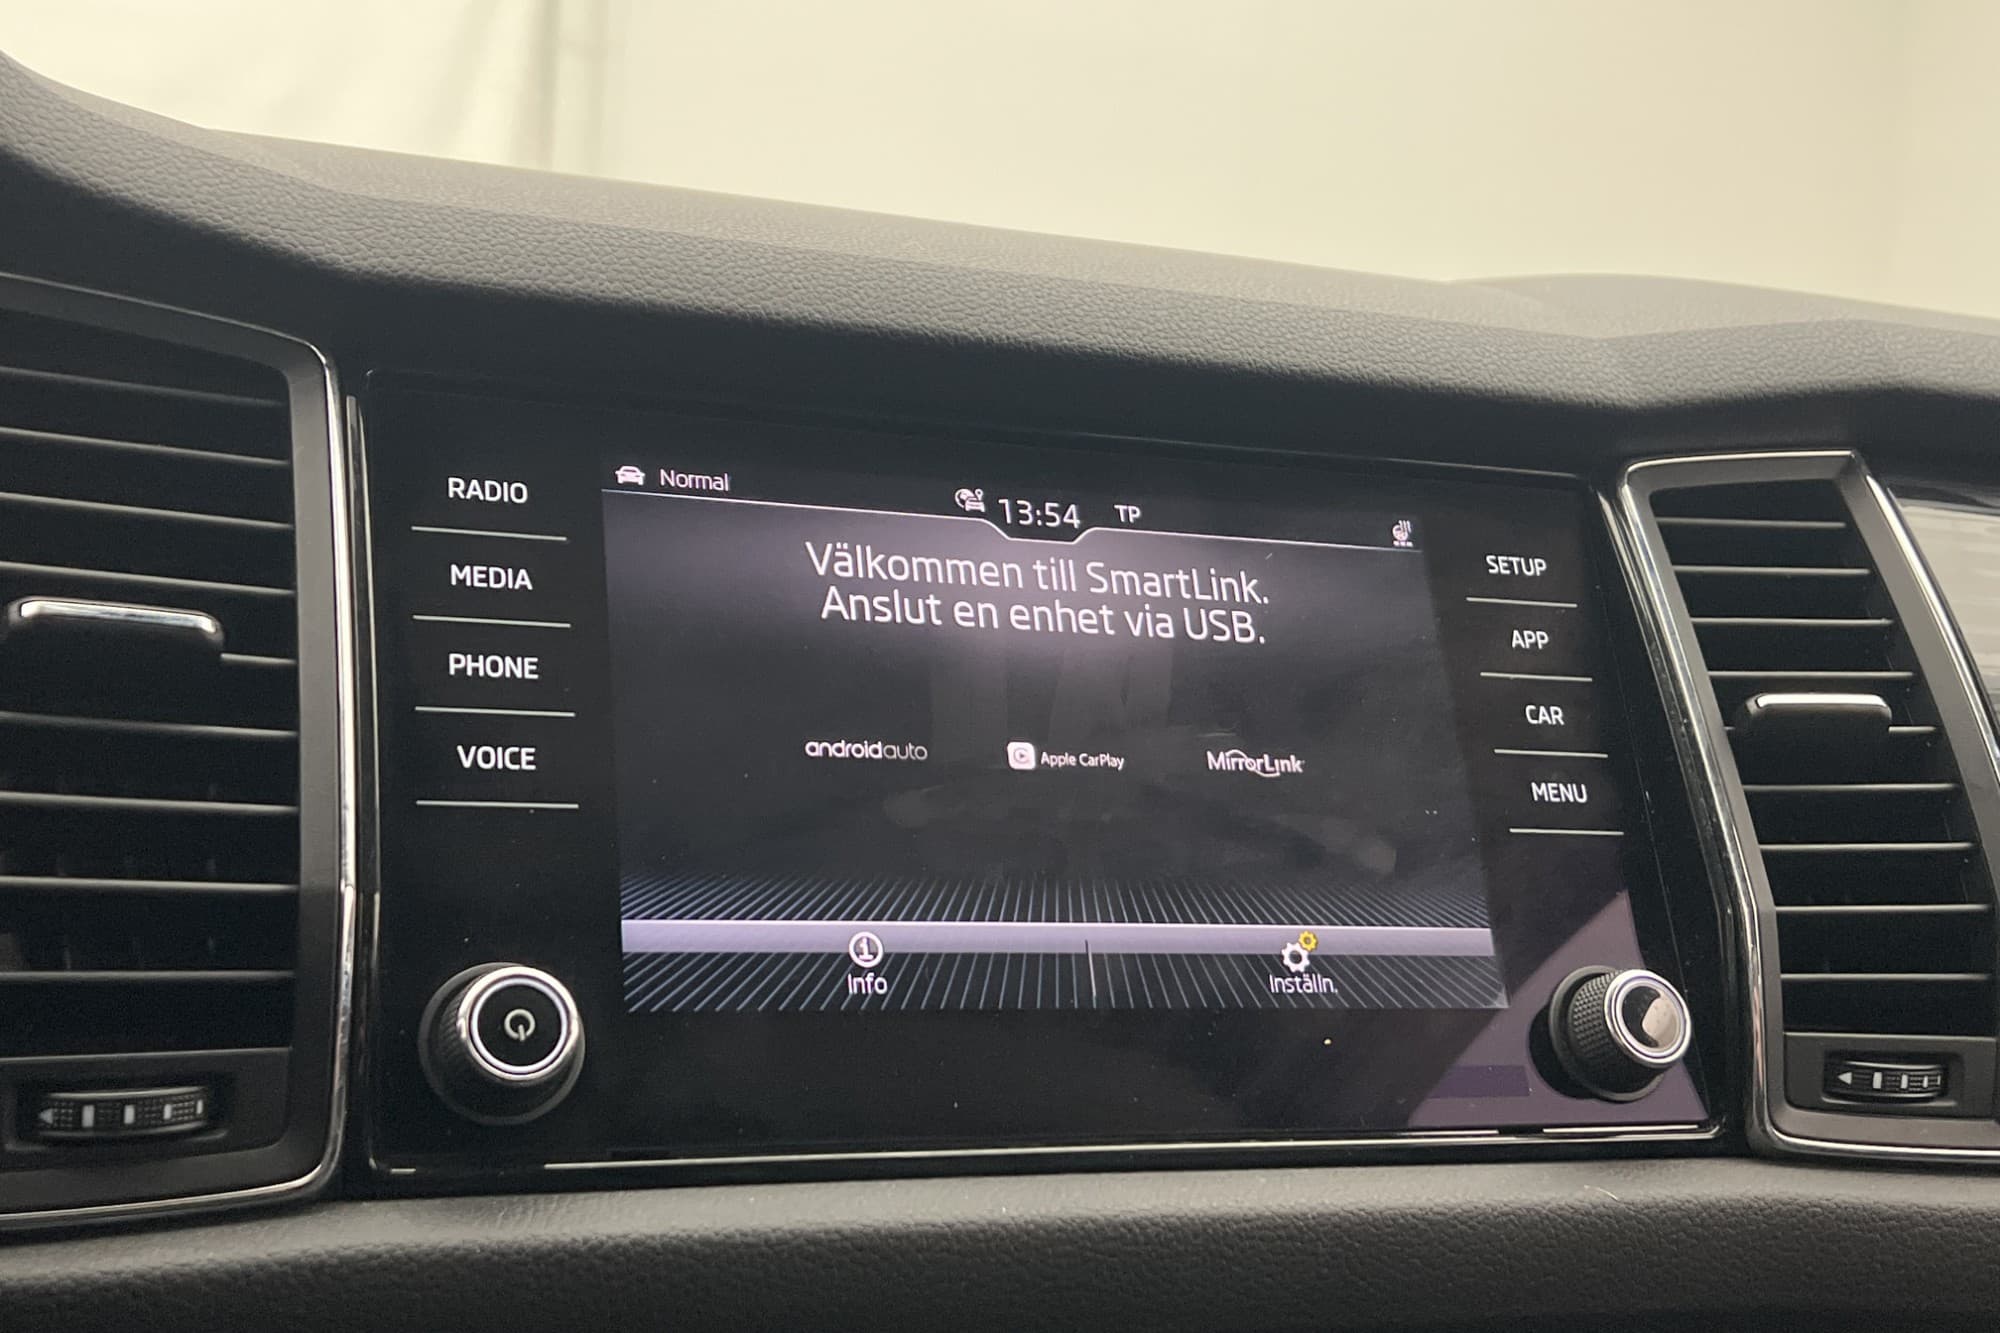 Normal
13:54 TP
RADIO
MEDIA
PHONE
VOICE
Välkommen till SmartLink.
Anslut en enhet via USB.
androidauto
Apple CarPlay
MirrorLink
Info
Inställn.
SETUP
APP
CAR
MENU